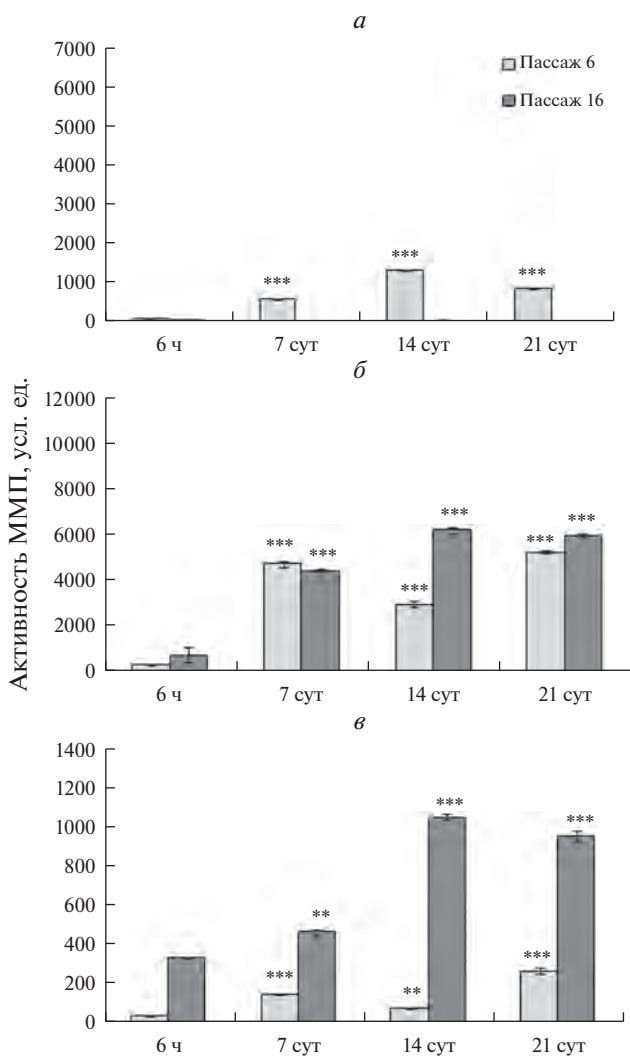 а
7000
6000
5000
4000
3000
2000
1000
0
Пассаж 6
Пассаж 16
*** *** ***
6 ч 7 сут 14 сут 21 сут
Активность ММП, усл. ед.
б
12000
10000
8000
6000
4000
2000
0
*** *** *** *** *** ***
6 ч 7 сут 14 сут 21 сут
в
1400
1200
1000
800
600
400
200
0
*** ** ** *** *** ***
6 ч 7 сут 14 сут 21 сут